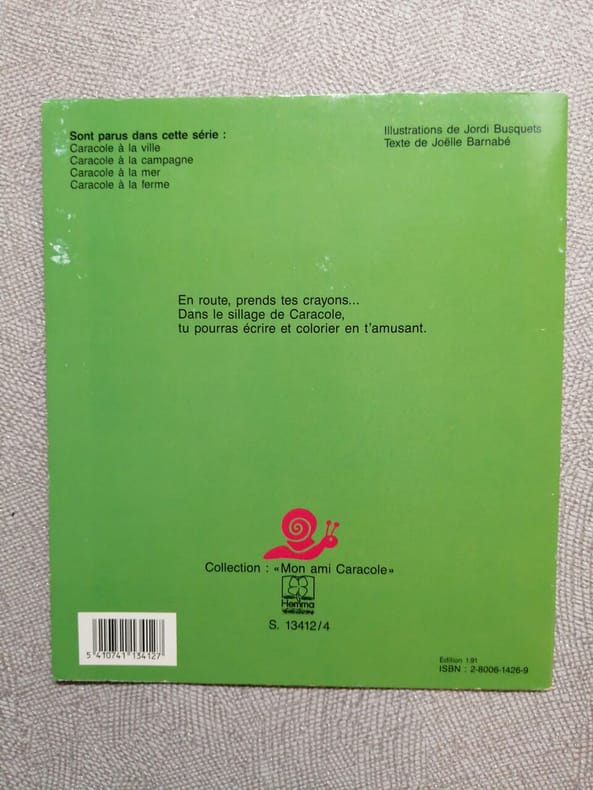 Sont parus dans cette série :
Caracole à la ville
Caracole à la campagne
Caracole à la mer
Caracole à la ferme
Illustrations de Jordi Busquets
Texte de Joëlle Barnabé
En route, prends tes crayons...
Dans le sillage de Caracole,
tu pourras écrire et colorier en t'amusant.
Collection : «Mon ami Caracole»
Hemma
éditions
S. 13412/4
5 410741 134127
Edition 1.91
ISBN : 2-8006-1426-9